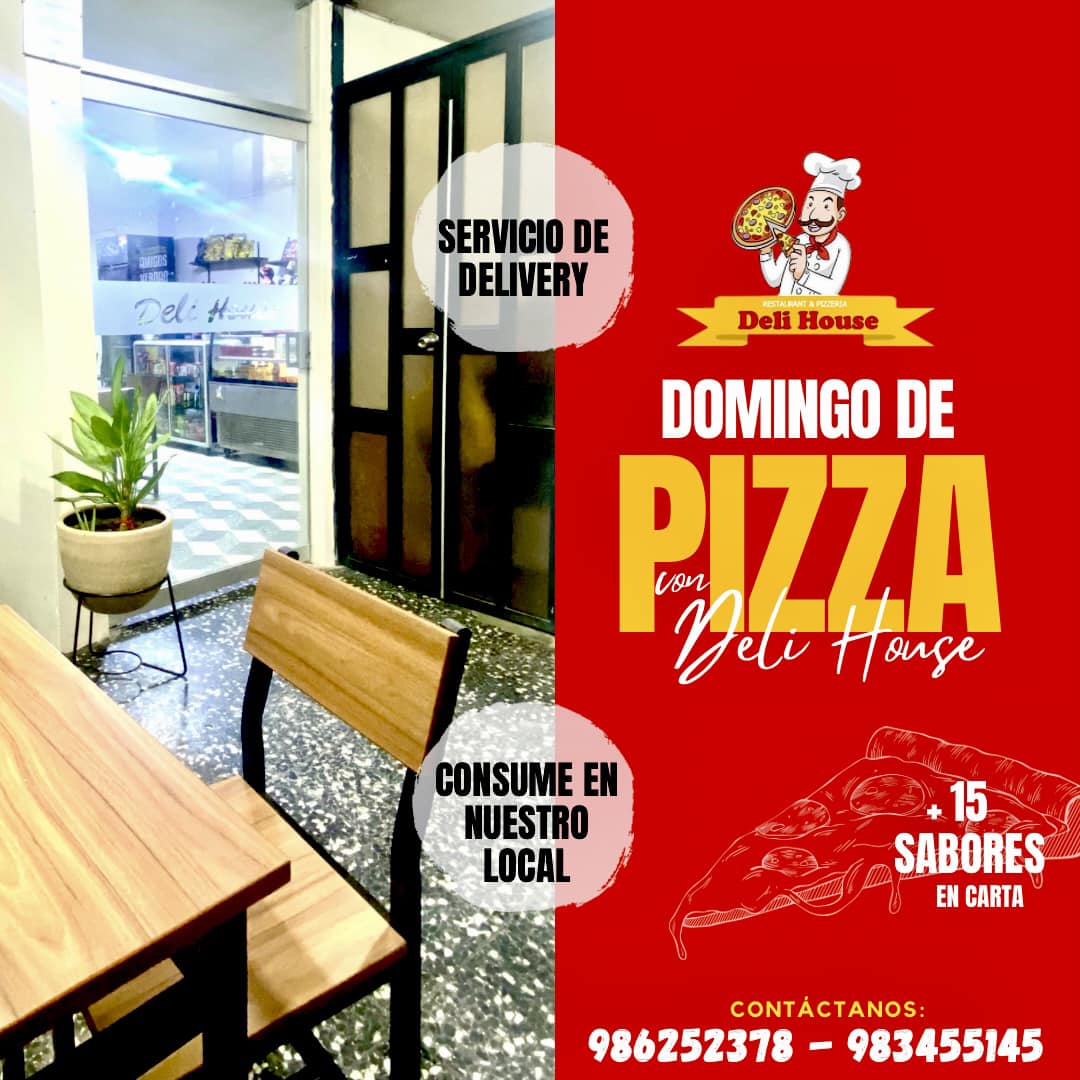 SERVICIO DE
DELIVERY
AMIGOS
Deli House
RESTAURANT & PIZZERIA
Deli House
DOMINGO DE
PIZZA
con
Deli House
CONSUME EN
NUESTRO
LOCAL
+ 15
SABORES
EN CARTA
CONTÁCTANOS:
986252378 - 983455145